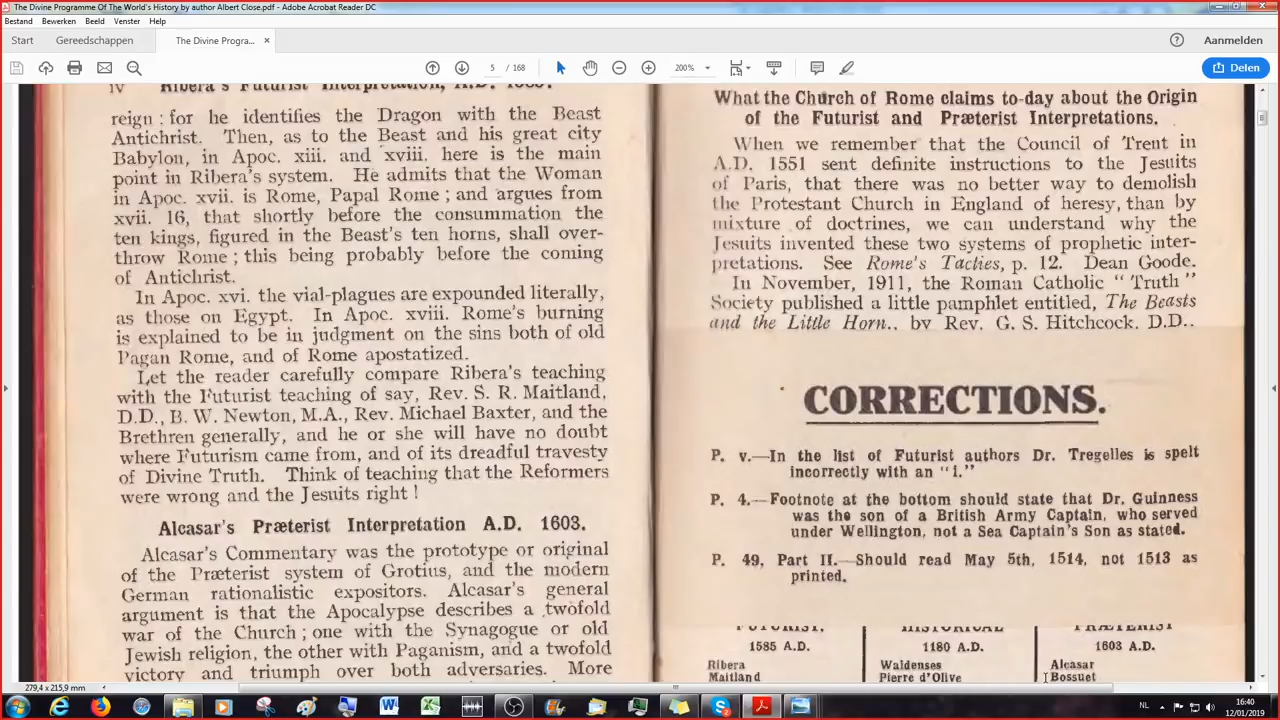 The Divine Programme Of The World's History by author Albert Close.pdf - Adobe Acrobat Reader DC
Bestand Bewerken Beeld Venster Help
Start Gereedschappen The Divine Progra... × Aanmelden
5 / 168 200% Delen
iv Ribera's Futurist Interpretation, A.D. 1585.
reign : for he identifies the Dragon with the Beast
Antichrist. Then, as to the Beast and his great city
Babylon, in Apoc. xiii. and xviii. here is the main
point in Ribera's system. He admits that the Woman
in Apoc. xvii. is Rome, Papal Rome ; and argues from
xvii. 16, that shortly before the consummation the
ten kings, figured in the Beast's ten horns, shall over-
throw Rome ; this being probably before the coming
of Antichrist.
In Apoc. xvi. the vial-plagues are expounded literally,
as those on Egypt. In Apoc. xviii. Rome's burning
is explained to be in judgment on the sins both of old
Pagan Rome, and of Rome apostatized.
Let the reader carefully compare Ribera's teaching
with the Futurist teaching of say, Rev. S. R. Maitland,
D.D., B. W. Newton, M.A., Rev. Michael Baxter, and the
Brethren generally, and he or she will have no doubt
where Futurism came from, and of its dreadful travesty
of Divine Truth. Think of teaching that the Reformers
were wrong and the Jesuits right !
Alcasar's Præterist Interpretation A.D. 1603.
Alcasar's Commentary was the prototype or original
of the Præterist system of Grotius, and the modern
German rationalistic expositors. Alcasar's general
argument is that the Apocalypse describes a twofold
war of the Church ; one with the Synagogue or old
Jewish religion, the other with Paganism, and a twofold
victory and triumph over both adversaries. More
What the Church of Rome claims to-day about the Origin
of the Futurist and Præterist Interpretations.
When we remember that the Council of Trent in
A.D. 1551 sent definite instructions to the Jesuits
of Paris, that there was no better way to demolish
the Protestant Church in England of heresy, than by
mixture of doctrines, we can understand why the
Jesuits invented these two systems of prophetic inter-
pretations. See Rome's Tactics, p. 12. Dean Goode.
In November, 1911, the Roman Catholic "Truth"
Society published a little pamphlet entitled, The Beasts
and the Little Horn., by Rev. G. S. Hitchcock, D.D.,
CORRECTIONS.
P. v.—In the list of Futurist authors Dr. Tregelles is spelt
incorrectly with an "i."
P. 4.—Footnote at the bottom should state that Dr. Guinness
was the son of a British Army Captain, who served
under Wellington, not a Sea Captain's Son as stated.
P. 49, Part II.—Should read May 5th, 1514, not 1513 as
printed.
FUTURIST, HISTORICAL PRÆTERIST
1585 A.D. 1180 A.D. 1603 A.D.
Ribera Waldenses Alcasar
Maitland Pierre d'Olive Bossuet
279,4 x 215,9 mm
NL 16:40
12/01/2019